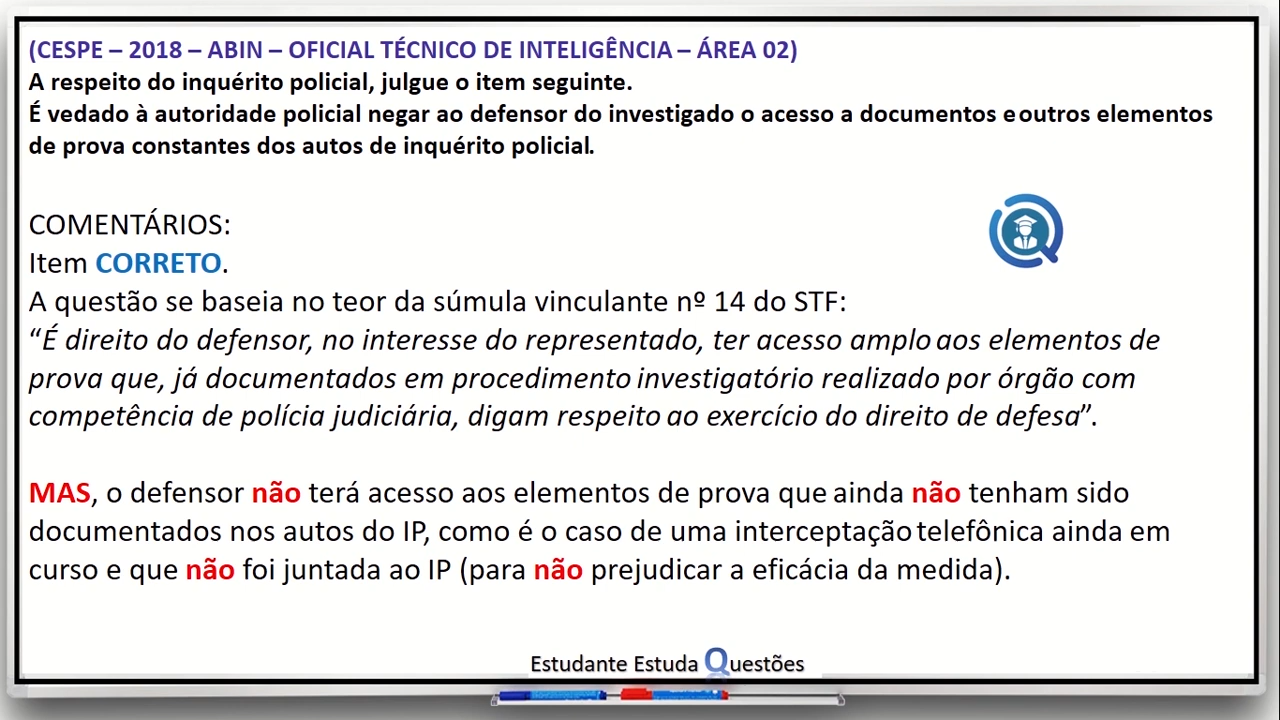 (CESPE – 2018 – ABIN – OFICIAL TÉCNICO DE INTELIGÊNCIA – ÁREA 02)
A respeito do inquérito policial, julgue o item seguinte.
É vedado à autoridade policial negar ao defensor do investigado o acesso a documentos e outros elementos
de prova constantes dos autos de inquérito policial.
COMENTÁRIOS:
Item CORRETO.
A questão se baseia no teor da súmula vinculante nº 14 do STF:
“É direito do defensor, no interesse do representado, ter acesso amplo aos elementos de
prova que, já documentados em procedimento investigatório realizado por órgão com
competência de polícia judiciária, digam respeito ao exercício do direito de defesa”.
MAS, o defensor não terá acesso aos elementos de prova que ainda não tenham sido
documentados nos autos do IP, como é o caso de uma interceptação telefônica ainda em
curso e que não foi juntada ao IP (para não prejudicar a eficácia da medida).
Estudante Estuda Questões